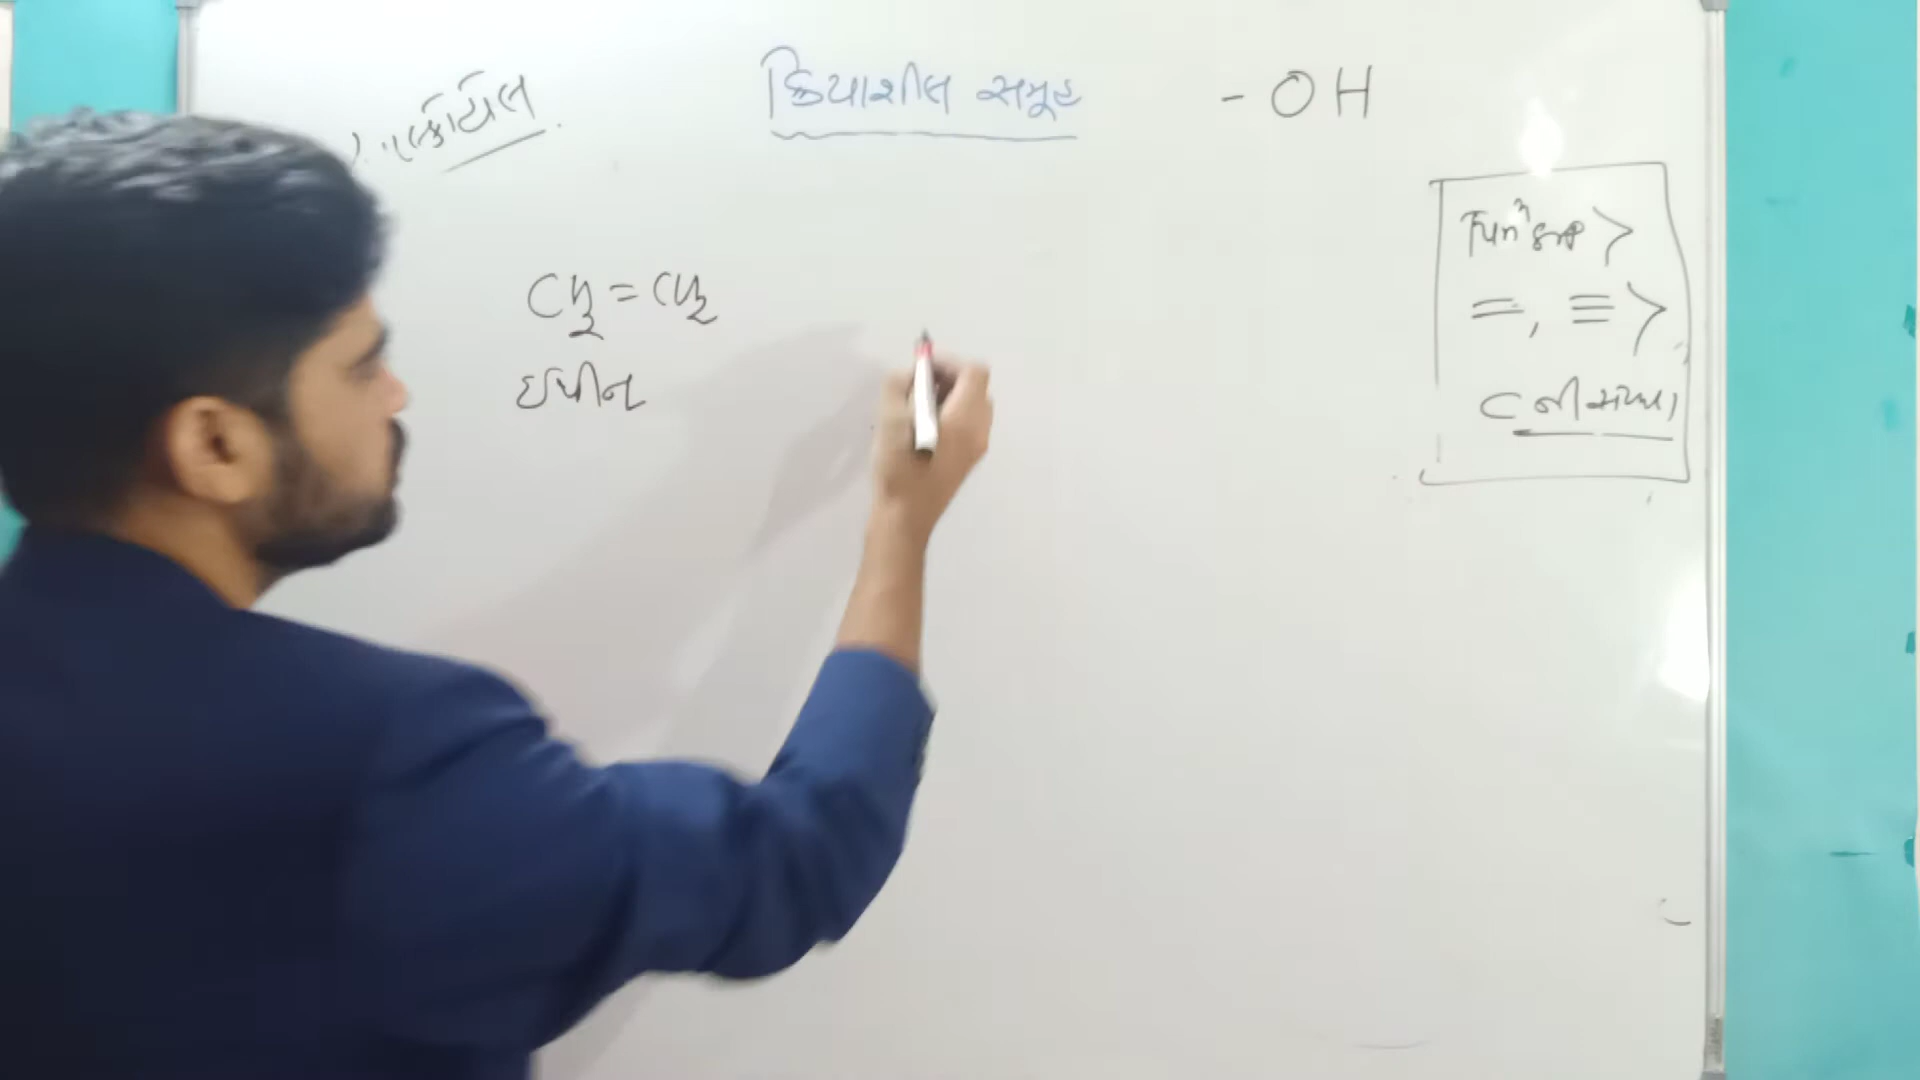 ક્રિયાશીલ સમૂહ - OH
CH₂ = CH₂
ઇથીન
Funⁿ grp >
=, ≡ >
C ની સંખ્યા